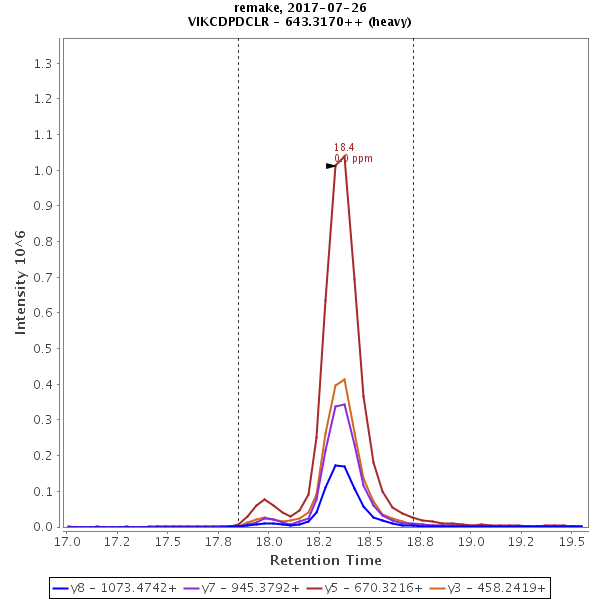 remake, 2017-07-26
VIKCDPDCLR - 643.3170++ (heavy)
18.4
0.0 ppm
Intensity 10^6
1.3
1.2
1.1
1.0
0.9
0.8
0.7
0.6
0.5
0.4
0.3
0.2
0.1
0.0
17.0 17.2 17.5 17.8 18.0 18.2 18.5 18.8 19.0 19.2 19.5
Retention Time
y8 - 1073.4742+ y7 - 945.3792+ y5 - 670.3216+ y3 - 458.2419+